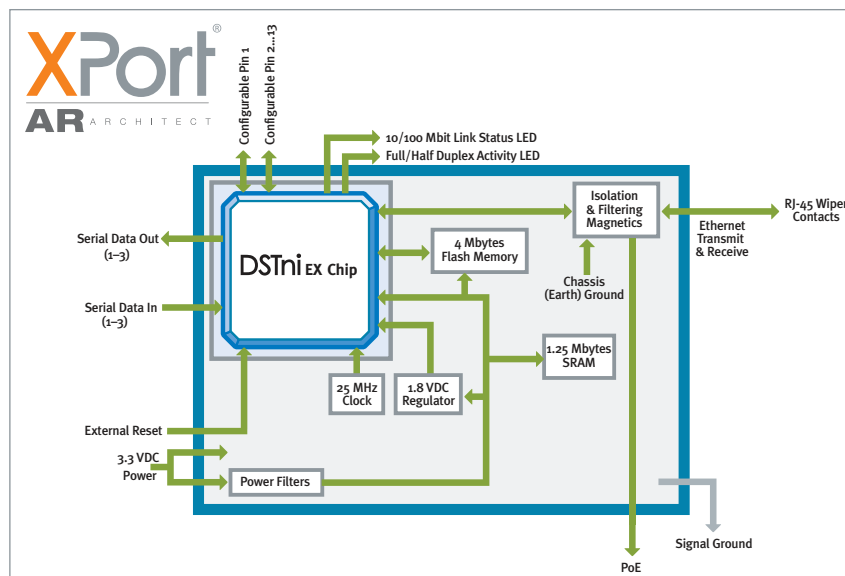 XPort®
AR ARCHITECT
Configurable Pin 1
Configurable Pin 2...13
10/100 Mbit Link Status LED
Full/Half Duplex Activity LED
Isolation
& Filtering
Magnetics
RJ-45 Wiper
Contacts
Ethernet
Transmit
& Receive
Serial Data Out
(1–3)
DSTni EX Chip
4 Mbytes
Flash Memory
Chassis
(Earth) Ground
Serial Data In
(1–3)
1.25 Mbytes
SRAM
25 MHz
Clock
1.8 VDC
Regulator
External Reset
3.3 VDC
Power
Power Filters
Signal Ground
PoE